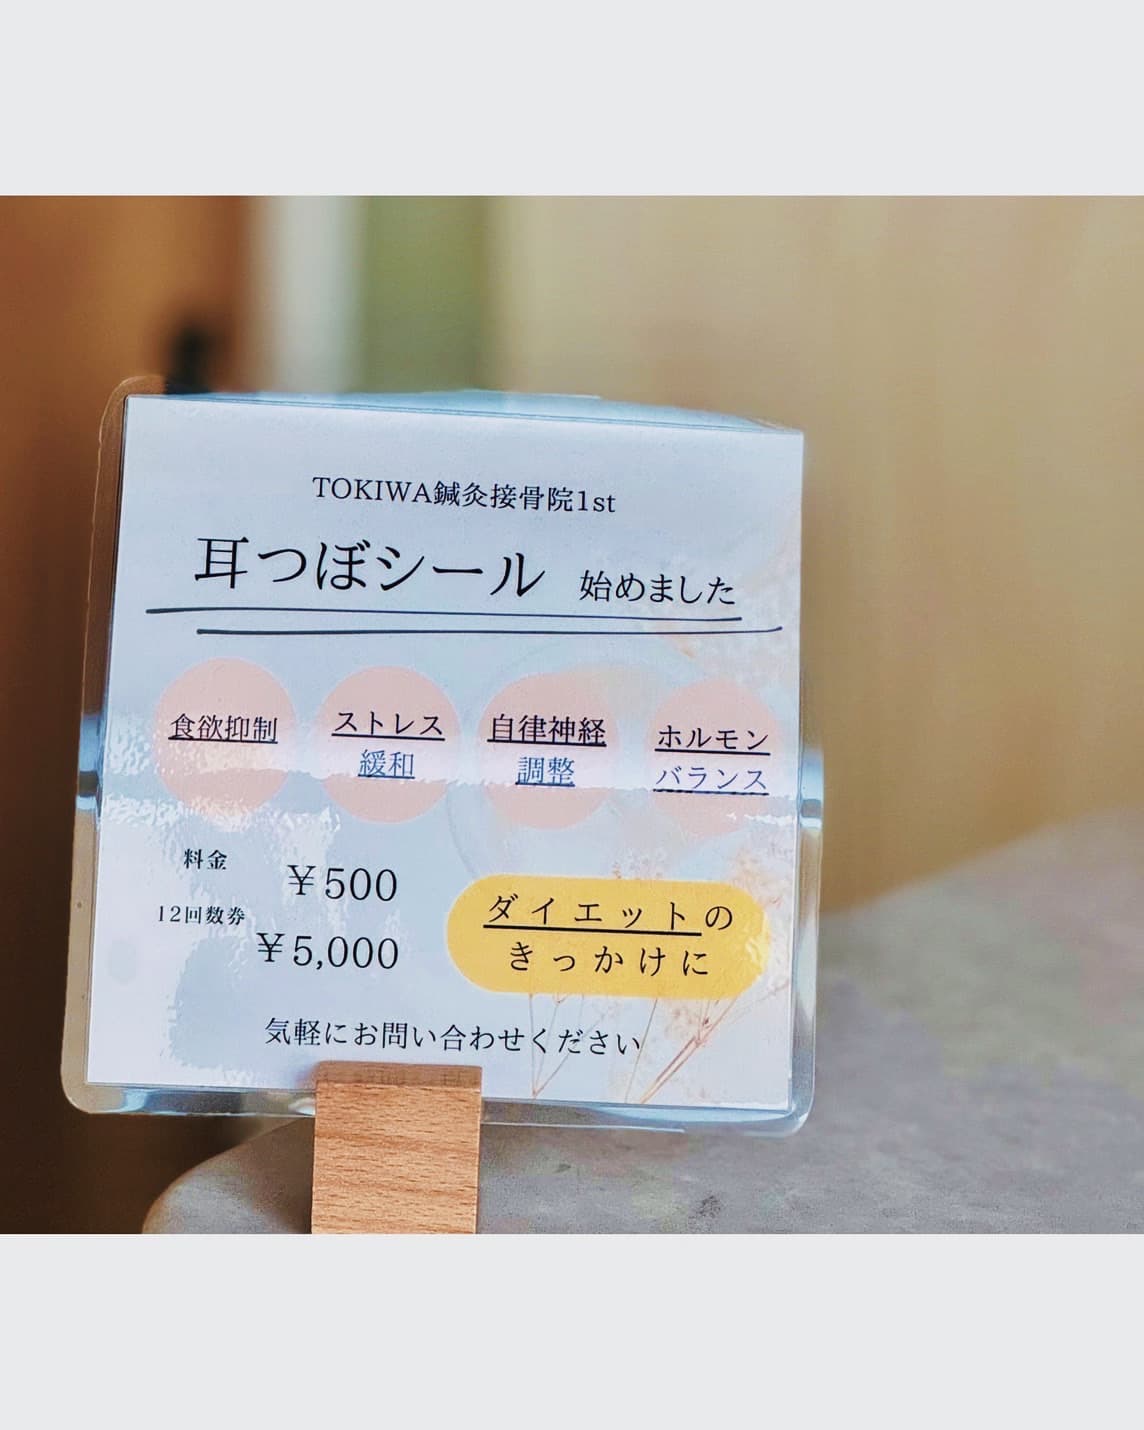 TOKIWA鍼灸接骨院1st
耳つぼシール 始めました
食欲抑制
ストレス
緩和
自律神経
調整
ホルモン
バランス
料金
¥500
12回数券
¥5,000
ダイエットの
きっかけに
気軽にお問い合わせください